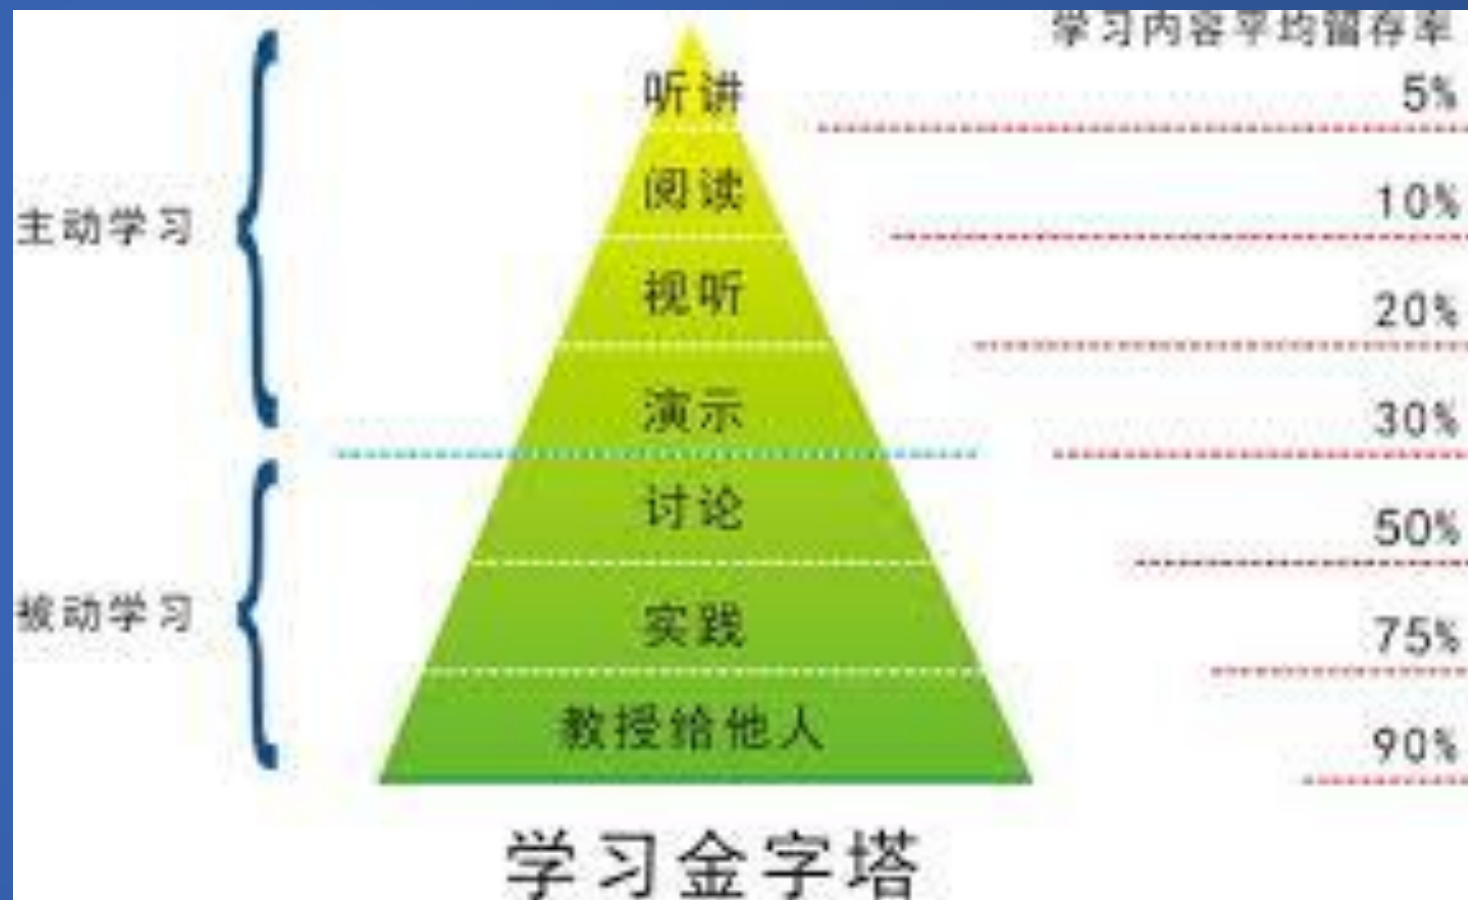 学习内容平均留存率
听讲 5%
阅读 10%
主动学习
视听 20%
演示 30%
讨论 50%
被动学习
实践 75%
教授给他人 90%
学习金字塔